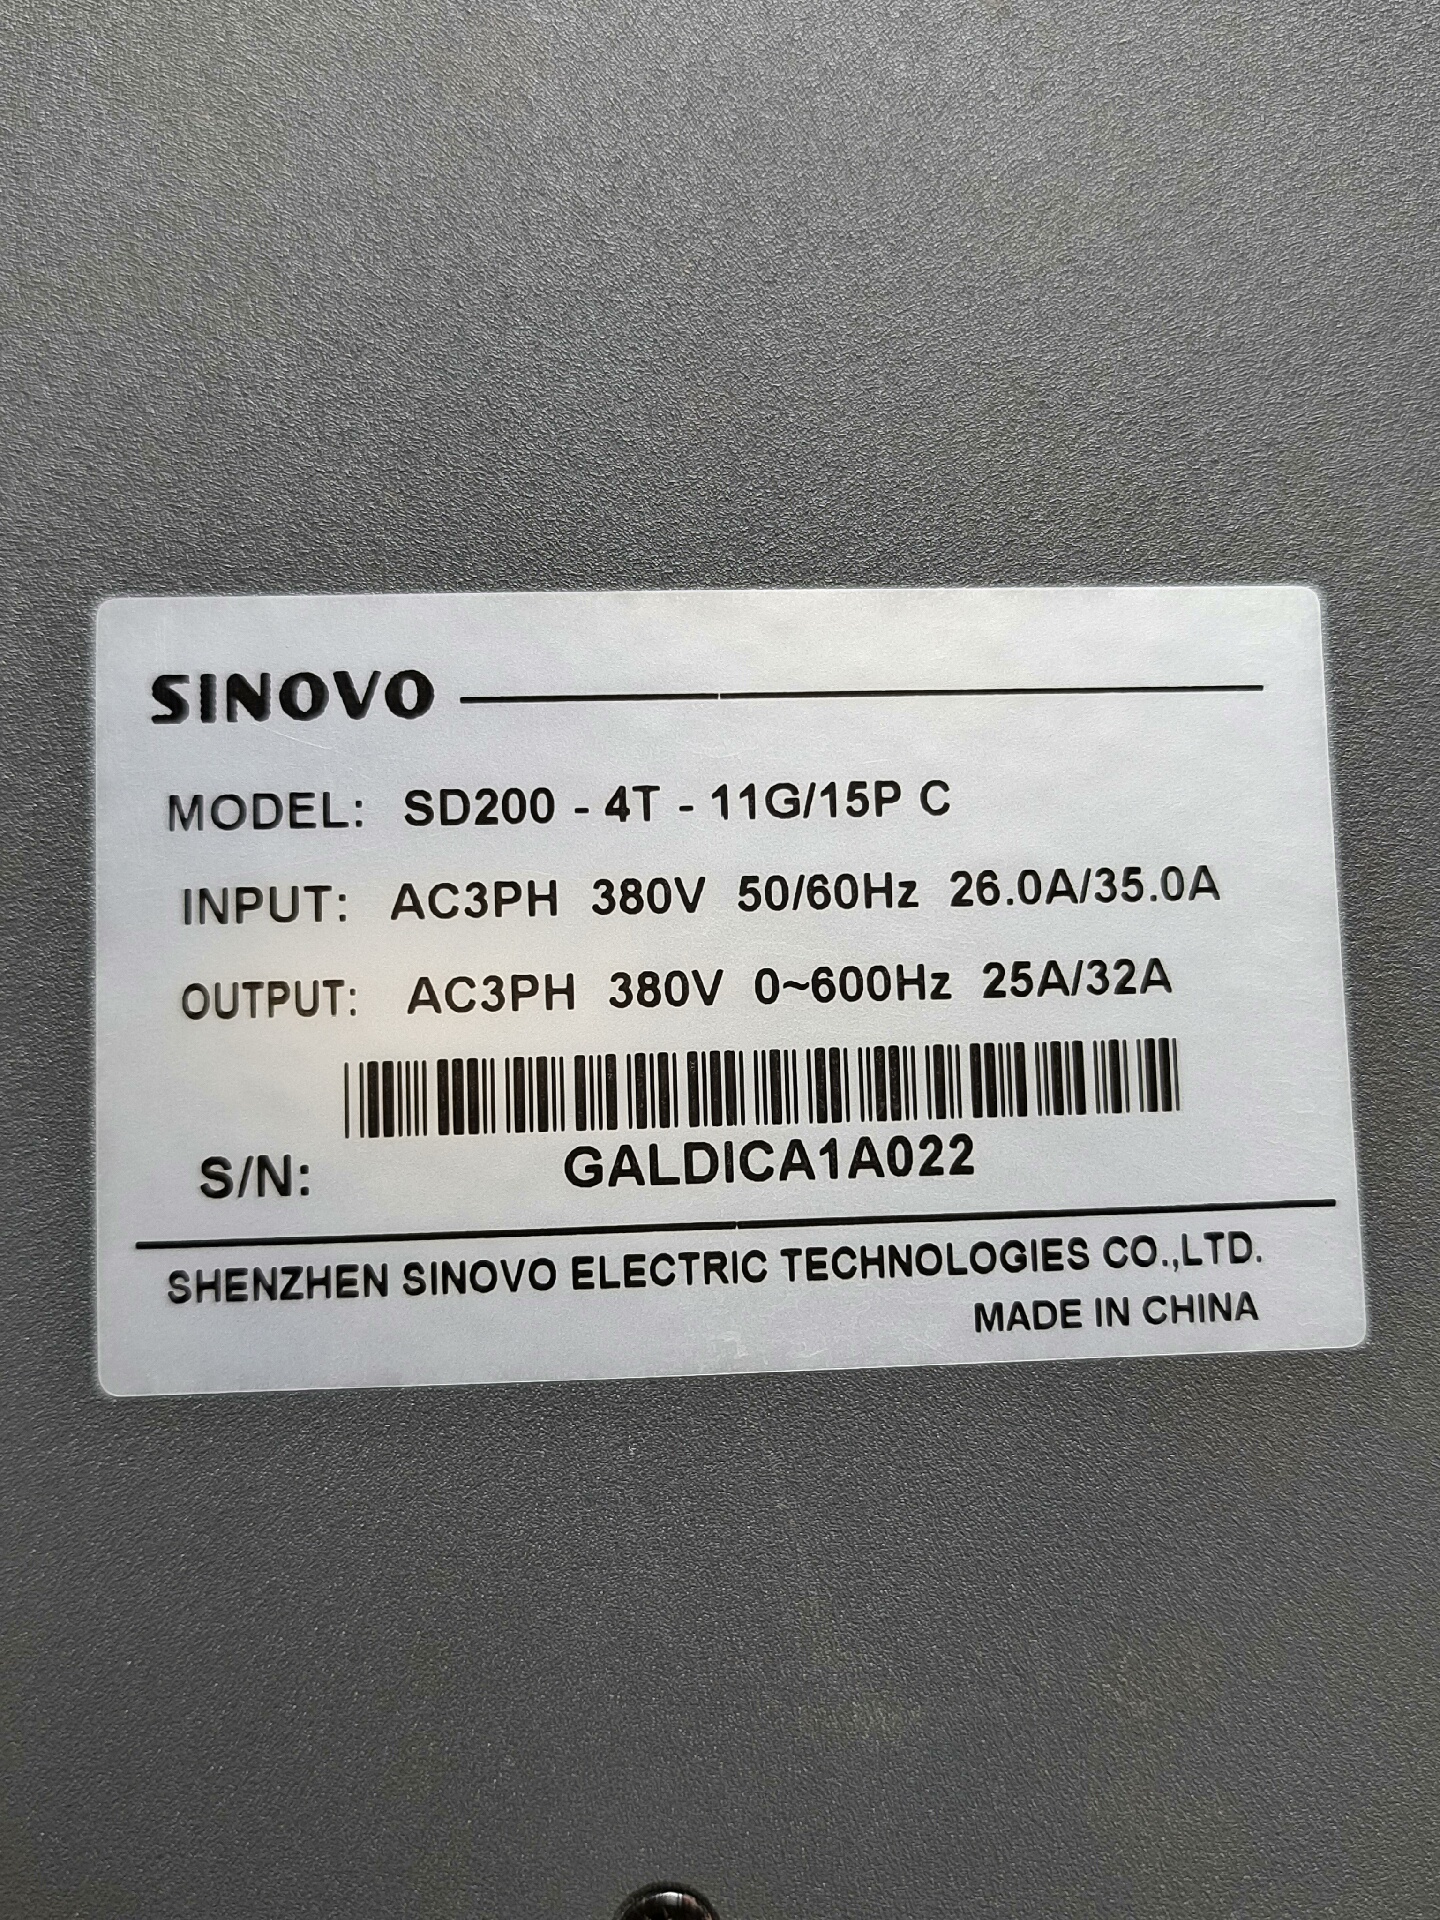 SINOVO
MODEL: SD200 - 4T - 11G/15P C
INPUT: AC3PH 380V 50/60Hz 26.0A/35.0A
OUTPUT: AC3PH 380V 0~600Hz 25A/32A
S/N: GALDICA1A022
SHENZHEN SINOVO ELECTRIC TECHNOLOGIES CO.,LTD.
MADE IN CHINA